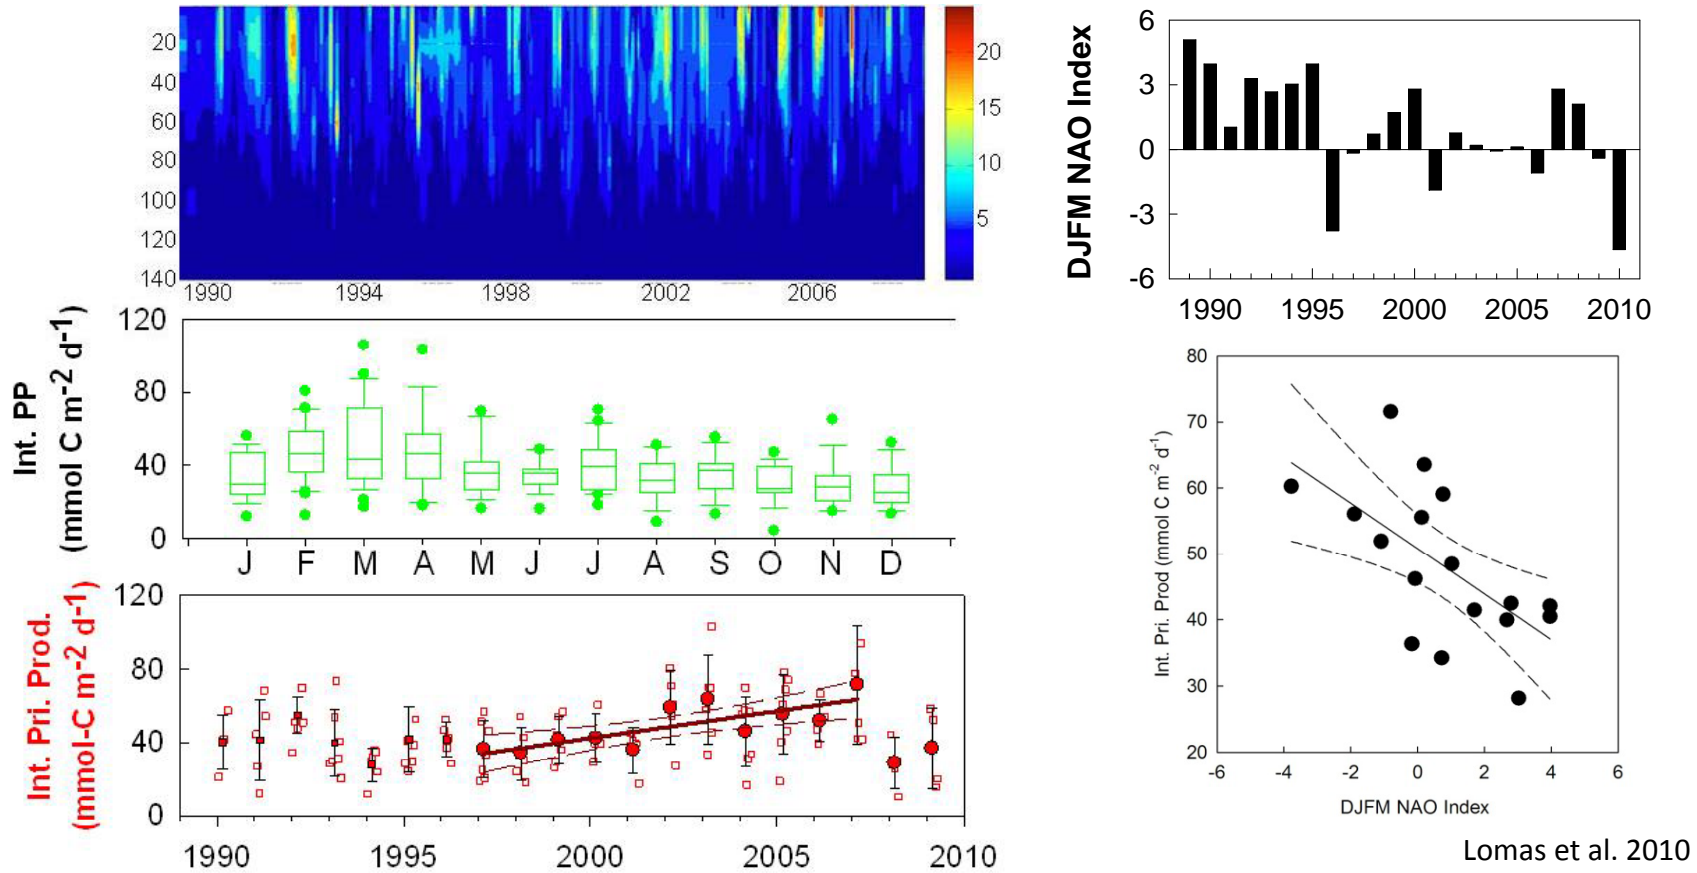 20
40
60
80
100
120
140
1990 1994 1998 2002 2006
20
15
10
5
DJFM NAO Index
6
3
0
-3
-6
1990 1995 2000 2005 2010
Int. PP
(mmol C m-2 d-1)
120
80
40
0
J F M A M J J A S O N D
Int. Pri. Prod.
(mmol-C m-2 d-1)
120
80
40
0
1990 1995 2000 2005 2010
Int. Pri. Prod (mmol C m-2 d-1)
80
70
60
50
40
30
20
-6 -4 -2 0 2 4 6
DJFM NAO Index
Lomas et al. 2010